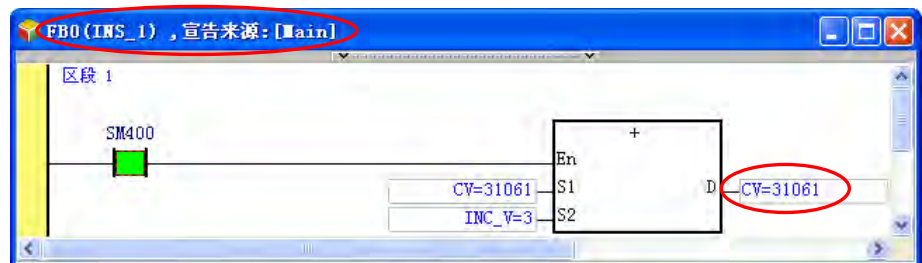 FB0(INS_1) ,宣告来源:[Main]
区段 1
SM400
+
En
CV=31061 S1 D CV=31061
INC_V=3 S2